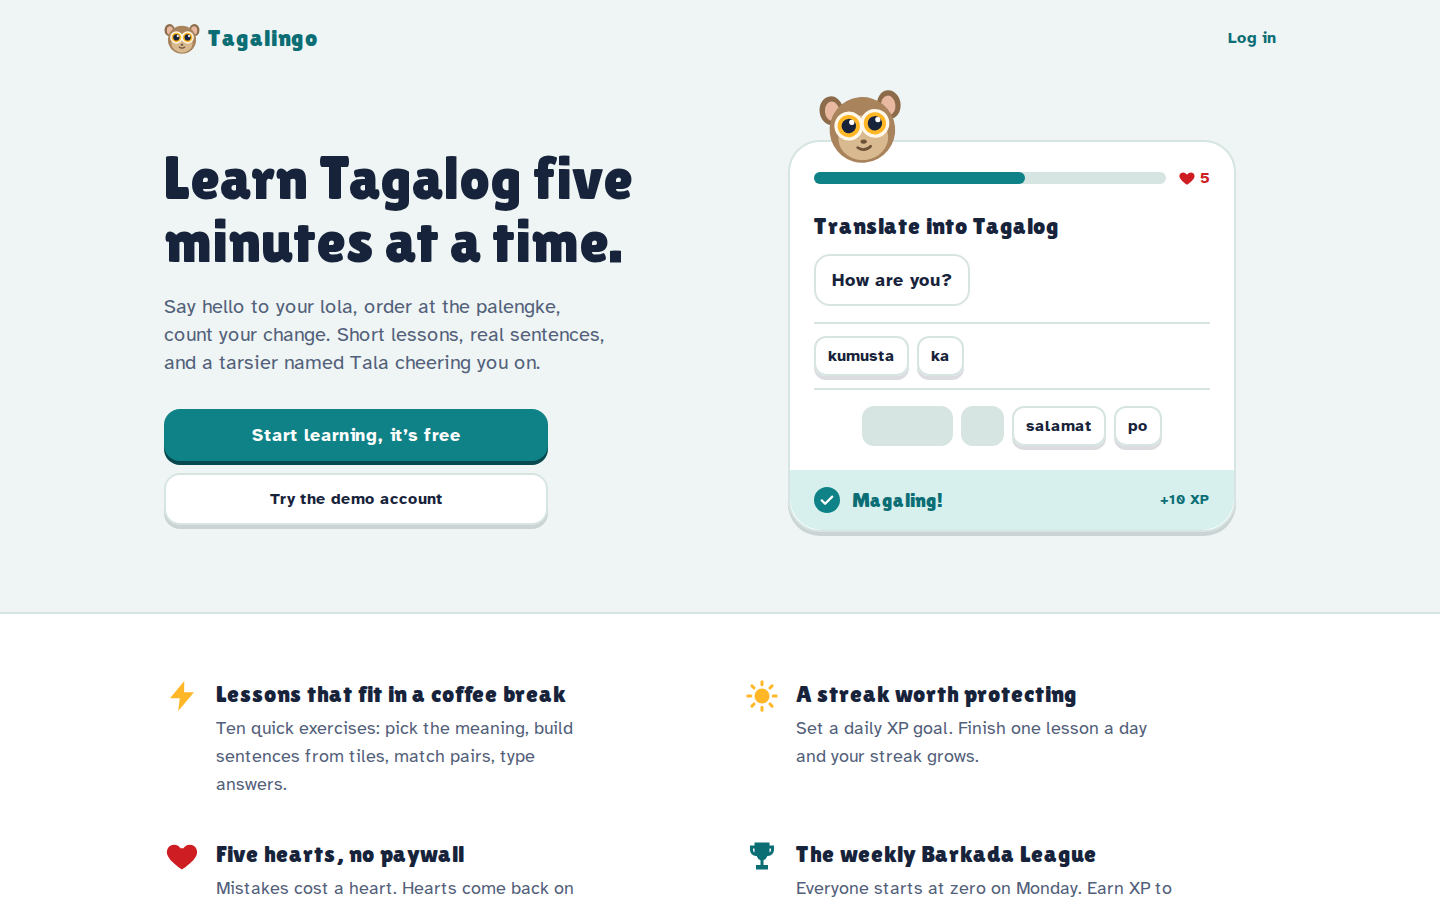 Tagalingo
Log in
Learn Tagalog five
minutes at a time.
Say hello to your lola, order at the palengke,
count your change. Short lessons, real sentences,
and a tarsier named Tala cheering you on.
Start learning, it's free
Try the demo account
5
Translate into Tagalog
How are you?
kumusta ka
salamat po
Magaling! +10 XP
Lessons that fit in a coffee break
Ten quick exercises: pick the meaning, build
sentences from tiles, match pairs, type
answers.
A streak worth protecting
Set a daily XP goal. Finish one lesson a day
and your streak grows.
Five hearts, no paywall
Mistakes cost a heart. Hearts come back on
The weekly Barkada League
Everyone starts at zero on Monday. Earn XP to